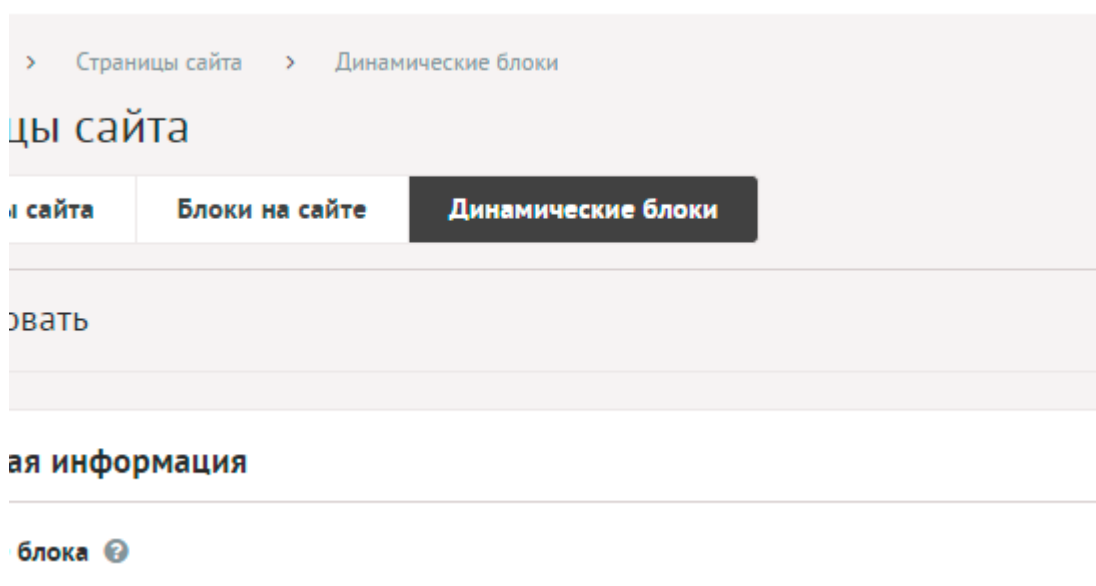 > Страницы сайта > Динамические блоки
цы сайта
ы сайта Блоки на сайте Динамические блоки
овать
ая информация
блока ?